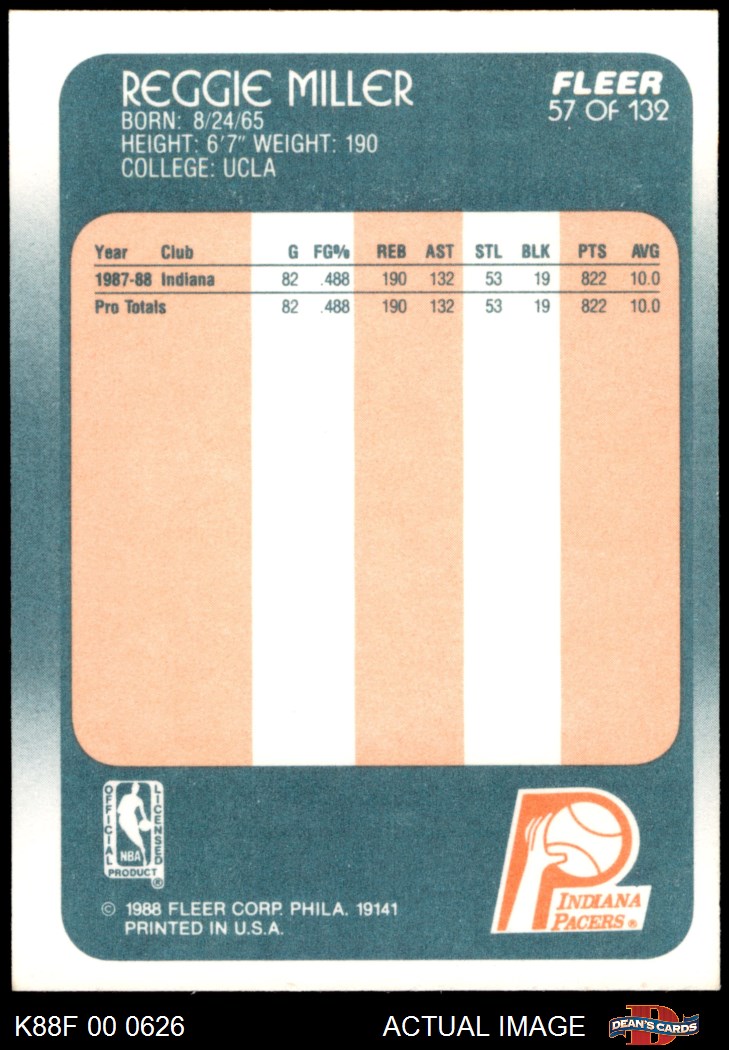 REGGIE MILLER
BORN: 8/24/65
HEIGHT: 6'7" WEIGHT: 190
COLLEGE: UCLA
FLEER
57 OF 132
Year Club G FG% REB AST STL BLK PTS AVG
1987-88 Indiana 82 .488 190 132 53 19 822 10.0
Pro Totals 82 .488 190 132 53 19 822 10.0
OFFICIAL LICENSED
NBA
PRODUCT ®
© 1988 FLEER CORP. PHILA. 19141
PRINTED IN U.S.A.
INDIANA
PACERS ®
K88F 00 0626 ACTUAL IMAGE
D
DEAN'S CARDS